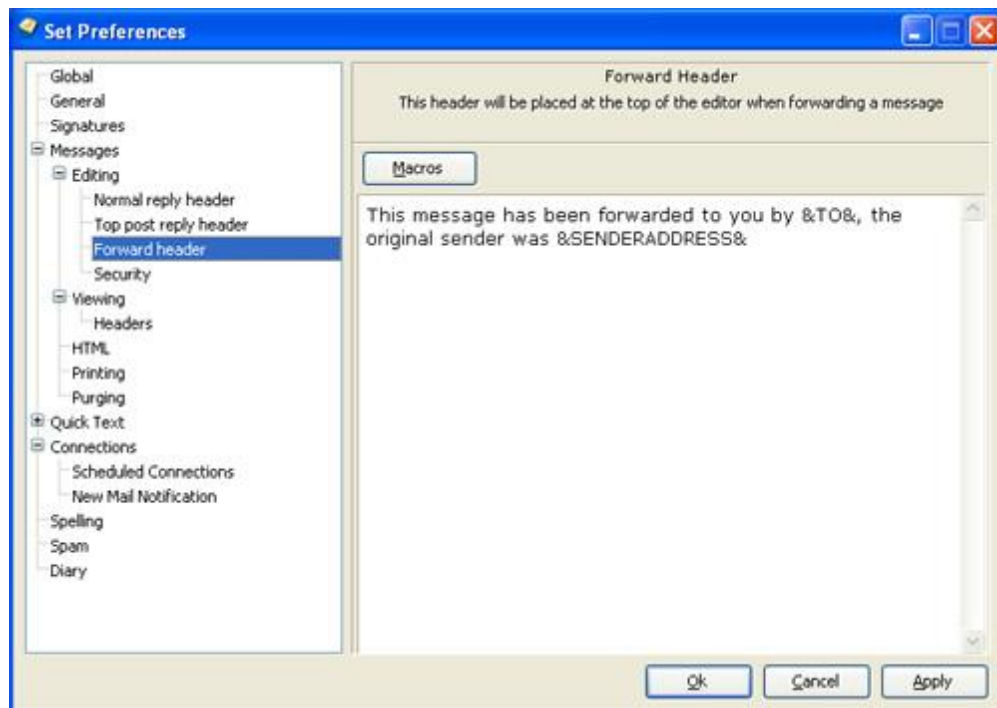 Set Preferences
Global
General
Signatures
Messages
Editing
Normal reply header
Top post reply header
Forward header
Security
Viewing
Headers
HTML
Printing
Purging
Quick Text
Connections
Scheduled Connections
New Mail Notification
Spelling
Spam
Diary
Forward Header
This header will be placed at the top of the editor when forwarding a message
Macros
This message has been forwarded to you by &TO&, the
original sender was &SENDERADDRESS&
Ok
Cancel
Apply